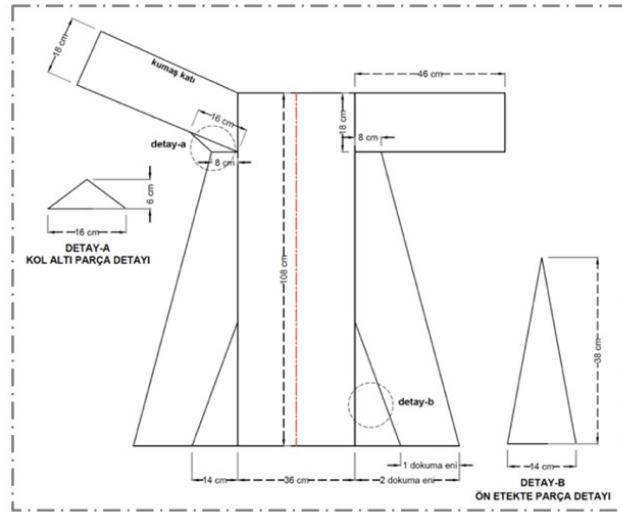 18 cm
kumaş katı
46 cm
16 cm
18 cm
8 cm
detay-a
8 cm
6 cm
16 cm
DETAY-A
KOL ALTI PARÇA DETAYI
108 cm
38 cm
detay-b
14 cm
36 cm
1 dokuma eni
2 dokuma eni
14 cm
DETAY-B
ÖN ETEKTE PARÇA DETAYI